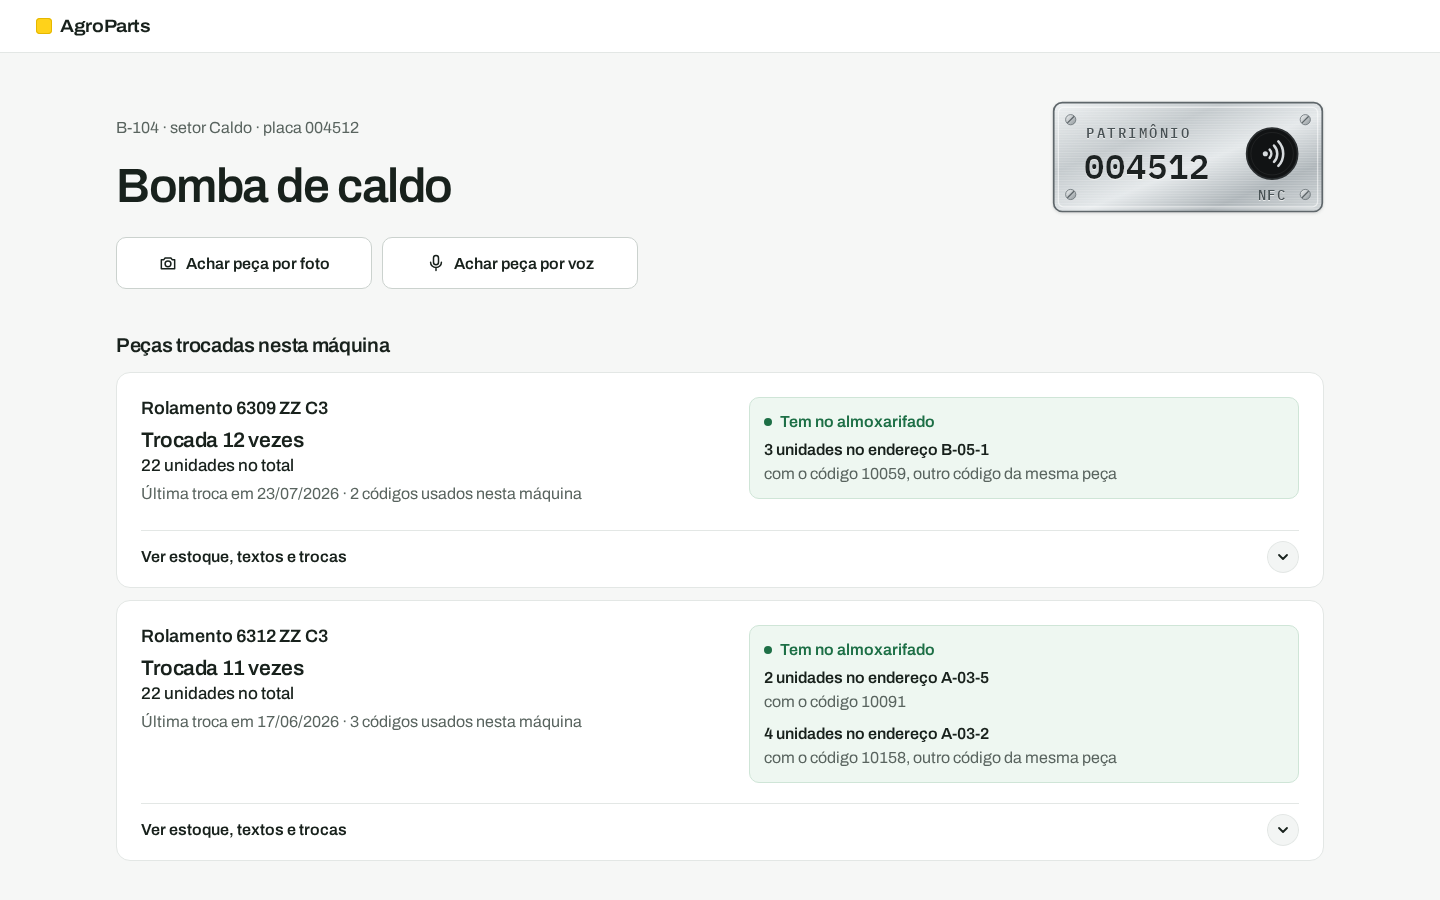 AgroParts
B-104 · setor Caldo · placa 004512
Bomba de caldo
PATRIMÔNIO
004512
NFC
Achar peça por foto
Achar peça por voz
Peças trocadas nesta máquina
Rolamento 6309 ZZ C3
Trocada 12 vezes
22 unidades no total
Última troca em 23/07/2026 · 2 códigos usados nesta máquina
Tem no almoxarifado
3 unidades no endereço B-05-1
com o código 10059, outro código da mesma peça
Ver estoque, textos e trocas
Rolamento 6312 ZZ C3
Trocada 11 vezes
22 unidades no total
Última troca em 17/06/2026 · 3 códigos usados nesta máquina
Tem no almoxarifado
2 unidades no endereço A-03-5
com o código 10091
4 unidades no endereço A-03-2
com o código 10158, outro código da mesma peça
Ver estoque, textos e trocas